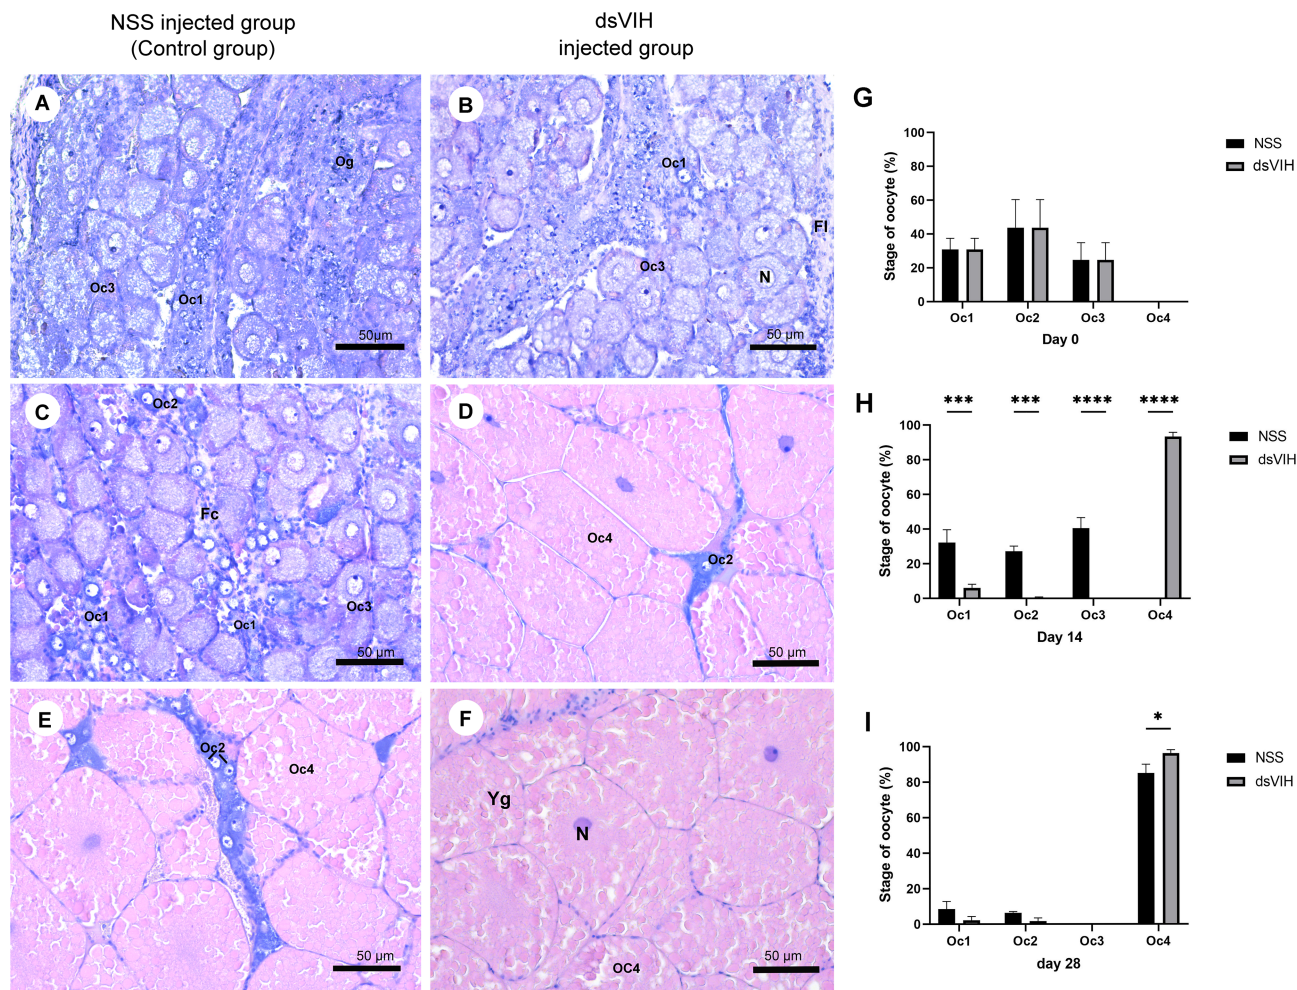 NSS injected group
(Control group)
dsVIH
injected group
A
Og
Oc3
Oc1
50μm
B
Oc1
Fl
Oc3
N
50 μm
C
Oc2
Fc
Oc1
Oc1
Oc3
50 μm
D
Oc4
Oc2
50 μm
E
Oc2
Oc4
50 μm
F
Yg
N
OC4
50 μm
G
Stage of oocyte (%)
100
80
60
40
20
0
Oc1 Oc2 Oc3 Oc4
Day 0
NSS
dsVIH
H
*** *** **** ****
Stage of oocyte (%)
100
80
60
40
20
0
Oc1 Oc2 Oc3 Oc4
Day 14
NSS
dsVIH
I
*
Stage of oocyte (%)
100
80
60
40
20
0
Oc1 Oc2 Oc3 Oc4
day 28
NSS
dsVIH